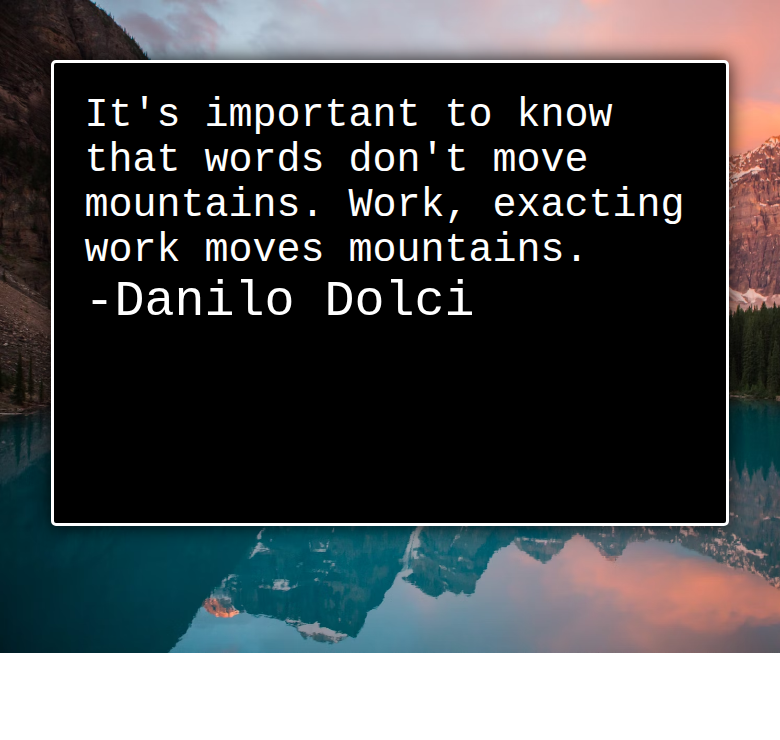 It's important to know
that words don't move
mountains. Work, exacting
work moves mountains.
-Danilo Dolci